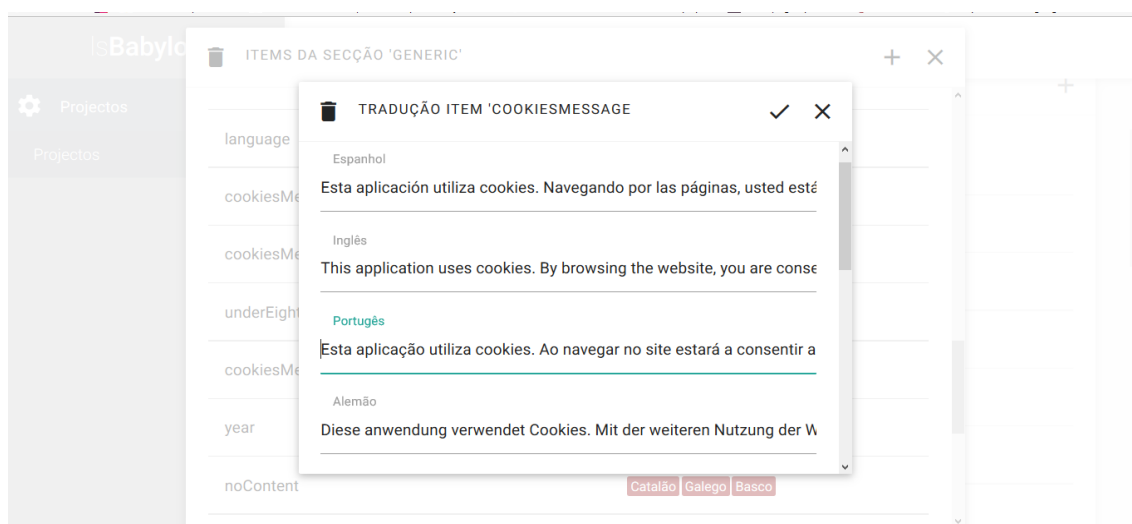 IsBabylo
ITEMS DA SECÇÃO 'GENERIC'
Projectos
Projectos
TRADUÇÃO ITEM 'COOKIESMESSAGE
Espanhol
Esta aplicación utiliza cookies. Navegando por las páginas, usted está
Inglês
This application uses cookies. By browsing the website, you are conse
Portugês
Esta aplicação utiliza cookies. Ao navegar no site estará a consentir a
Alemão
Diese anwendung verwendet Cookies. Mit der weiteren Nutzung der W
language
cookiesMe
cookiesMe
underEight
cookiesMe
year
noContent
Catalão Galego Basco